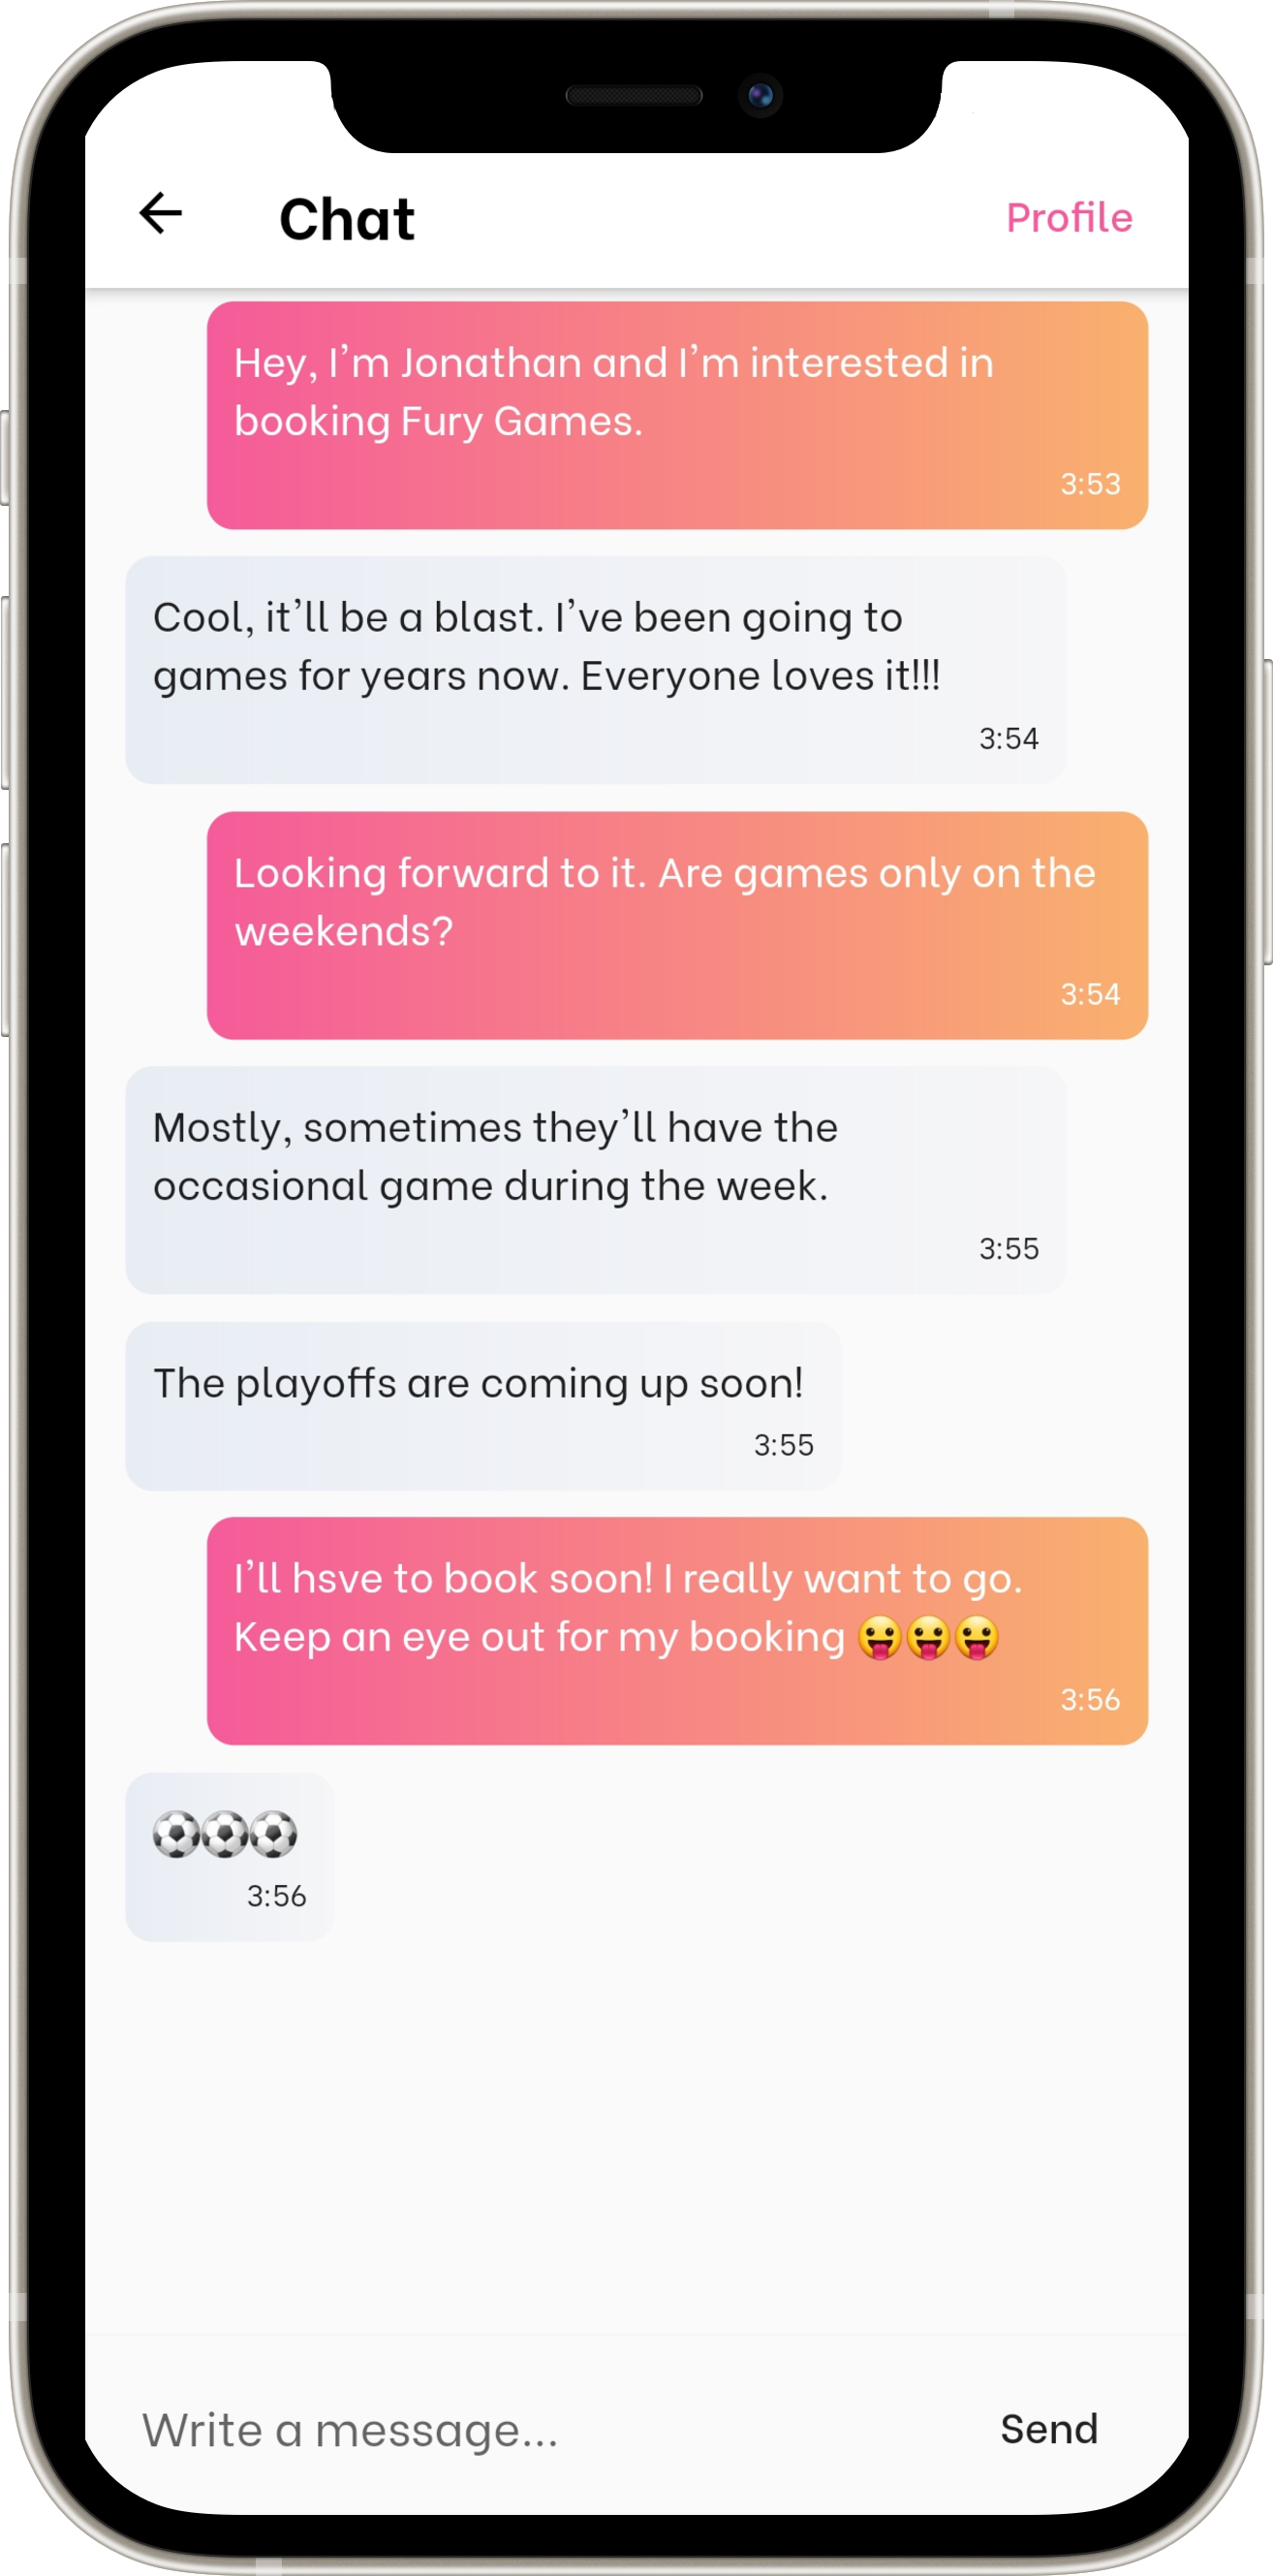 Chat
Profile
Hey, I’m Jonathan and I’m interested in
booking Fury Games.
3:53
Cool, it’ll be a blast. I’ve been going to
games for years now. Everyone loves it!!!
3:54
Looking forward to it. Are games only on the
weekends?
3:54
Mostly, sometimes they’ll have the
occasional game during the week.
3:55
The playoffs are coming up soon!
3:55
I’ll hsve to book soon! I really want to go.
Keep an eye out for my booking 😛😛😛
3:56
⚽⚽⚽
3:56
Write a message...
Send